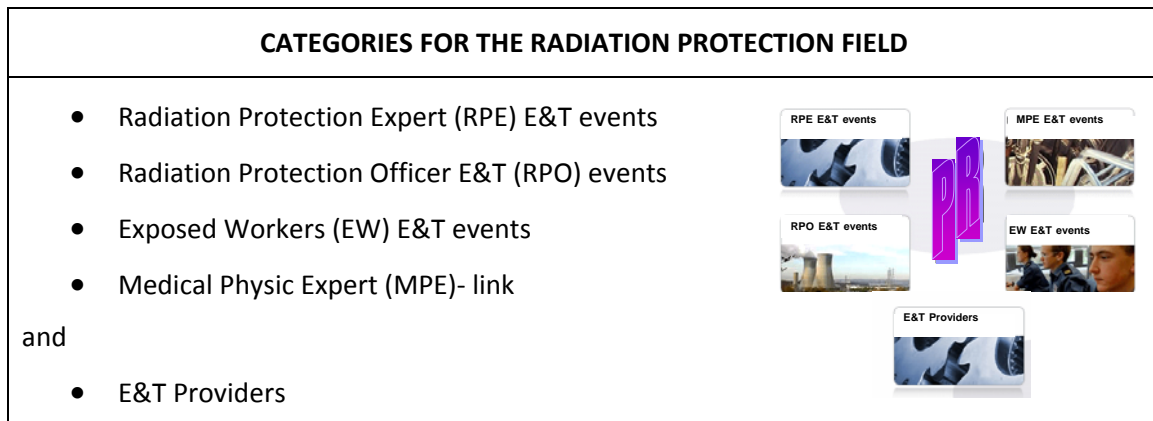 CATEGORIES FOR THE RADIATION PROTECTION FIELD
• Radiation Protection Expert (RPE) E&T events
• Radiation Protection Officer E&T (RPO) events
• Exposed Workers (EW) E&T events
• Medical Physic Expert (MPE)- link
and
• E&T Providers
RPE E&T events
MPE E&T events
PR
RPO E&T events
EW E&T events
E&T Providers